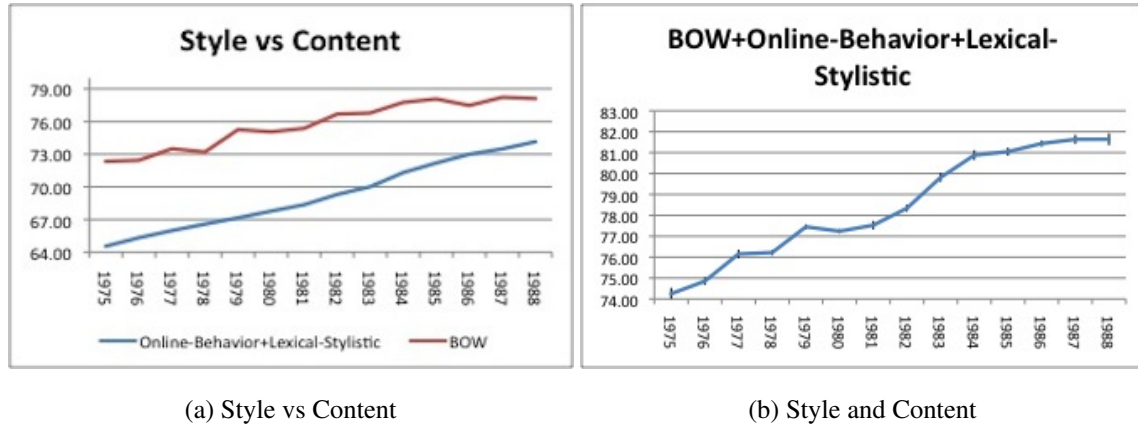 Style vs Content
79.00
76.00
73.00
70.00
67.00
64.00
1975 1976 1977 1978 1979 1980 1981 1982 1983 1984 1985 1986 1987 1988
Online-Behavior+Lexical-Stylistic BOW
(a) Style vs Content
BOW+Online-Behavior+Lexical-
Stylistic
83.00
82.00
81.00
80.00
79.00
78.00
77.00
76.00
75.00
74.00
1975 1976 1977 1978 1979 1980 1981 1982 1983 1984 1985 1986 1987 1988
(b) Style and Content